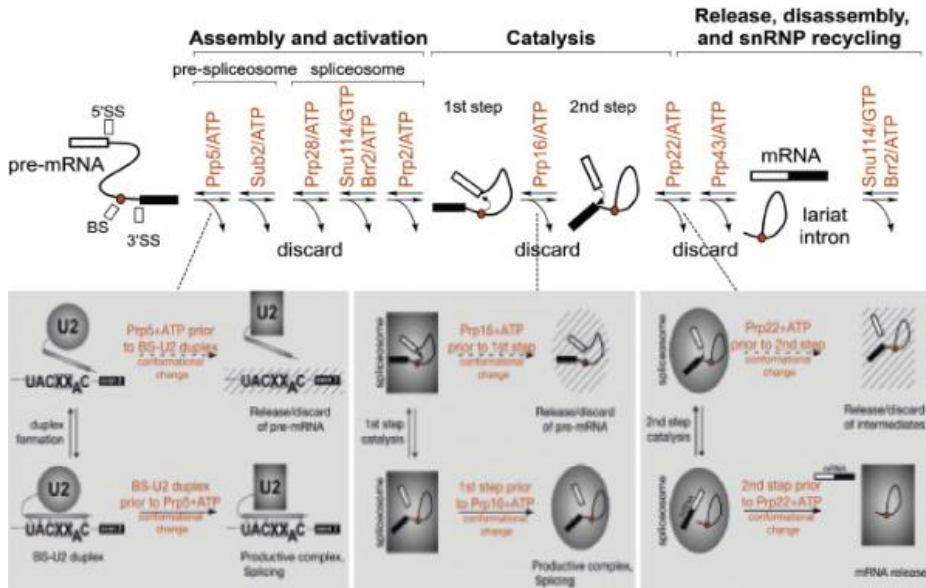 Assembly and activation
Catalysis
Release, disassembly,
and snRNP recycling
pre-spliceosome
spliceosome
1st step
2nd step
5'SS
pre-mRNA
BS
3'SS
Prp5/ATP
Sub2/ATP
Prp28/ATP
Snu114/GTP
Brr2/ATP
Prp2/ATP
Prp16/ATP
Prp22/ATP
Prp43/ATP
mRNA
lariat
intron
Snu114/GTP
Brr2/ATP
discard
discard
discard
U2
Prp5+ATP prior
to BS-U2 duplex
conformational
change
U2
UACXXAC
UACXXAC
Release/discard
of pre-mRNA
duplex
formation
U2
BS-U2 duplex
prior to Prp5+ATP
conformational
change
U2
UACXXAC
UACXXAC
BS-U2 duplex
Productive complex,
Splicing
spliceosome
Prp16+ATP
prior to 1st step
conformational
change
Release/discard
of pre-mRNA
1st step
catalysis
spliceosome
1st step prior
to Prp16+ATP
conformational
change
Productive complex,
Splicing
spliceosome
Prp22+ATP
prior to 2nd step
conformational
change
Release/discard
of intermediates
2nd step
catalysis
spliceosome
2nd step prior
to Prp22+ATP
conformational
change
mRNA
mRNA release